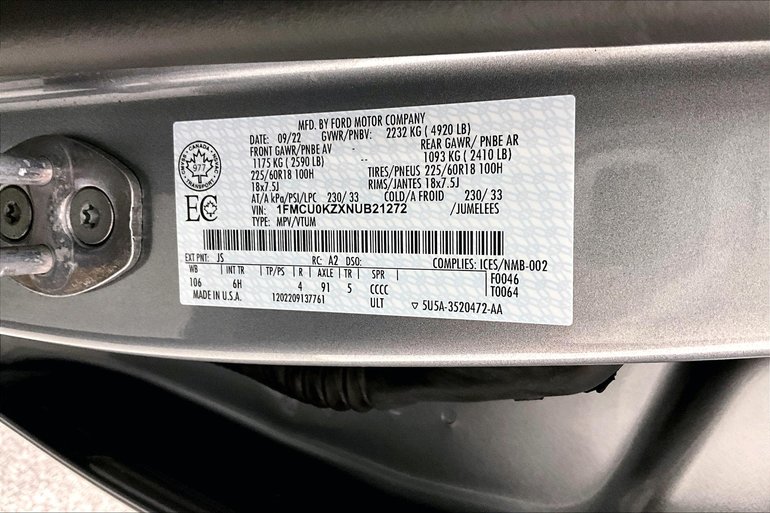 MFD. BY FORD MOTOR COMPANY
DATE: 09/22 GVWR/PNBV: 2232 KG ( 4920 LB)
FRONT GAWR/PNBE AV REAR GAWR/ PNBE AR
1175 KG ( 2590 LB) -- 1093 KG ( 2410 LB)
225/60R18 100H TIRES/PNEUS 225/60R18 100H
18x7.5J RIMS/JANTES 18x7.5J
AT/A kPa/PSI/LPC 230/ 33 COLD/A FROID 230/ 33
VIN: 1FMCU0KZXNUB21272 /JUMELEES
TYPE: MPV/VTUM
CANADA
977
TRANSPORT
EC
EXT PNT: JS RC: A2 DSO: COMPLIES: ICES/NMB-002
WB INT TR TP/PS R AXLE TR SPR F0046
106 6H 4 91 5 CCCC T0064
MADE IN U.S.A. 1202209137761 ULT ▽ 5U5A-3520472-AA